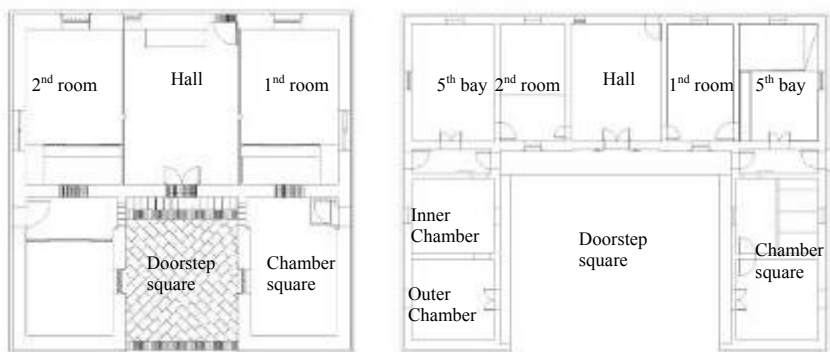 2nd room
Hall
1nd room
Doorstep
square
Chamber
square
5th bay
2nd room
Hall
1nd room
5th bay
Inner
Chamber
Outer
Chamber
Doorstep
square
Chamber
square